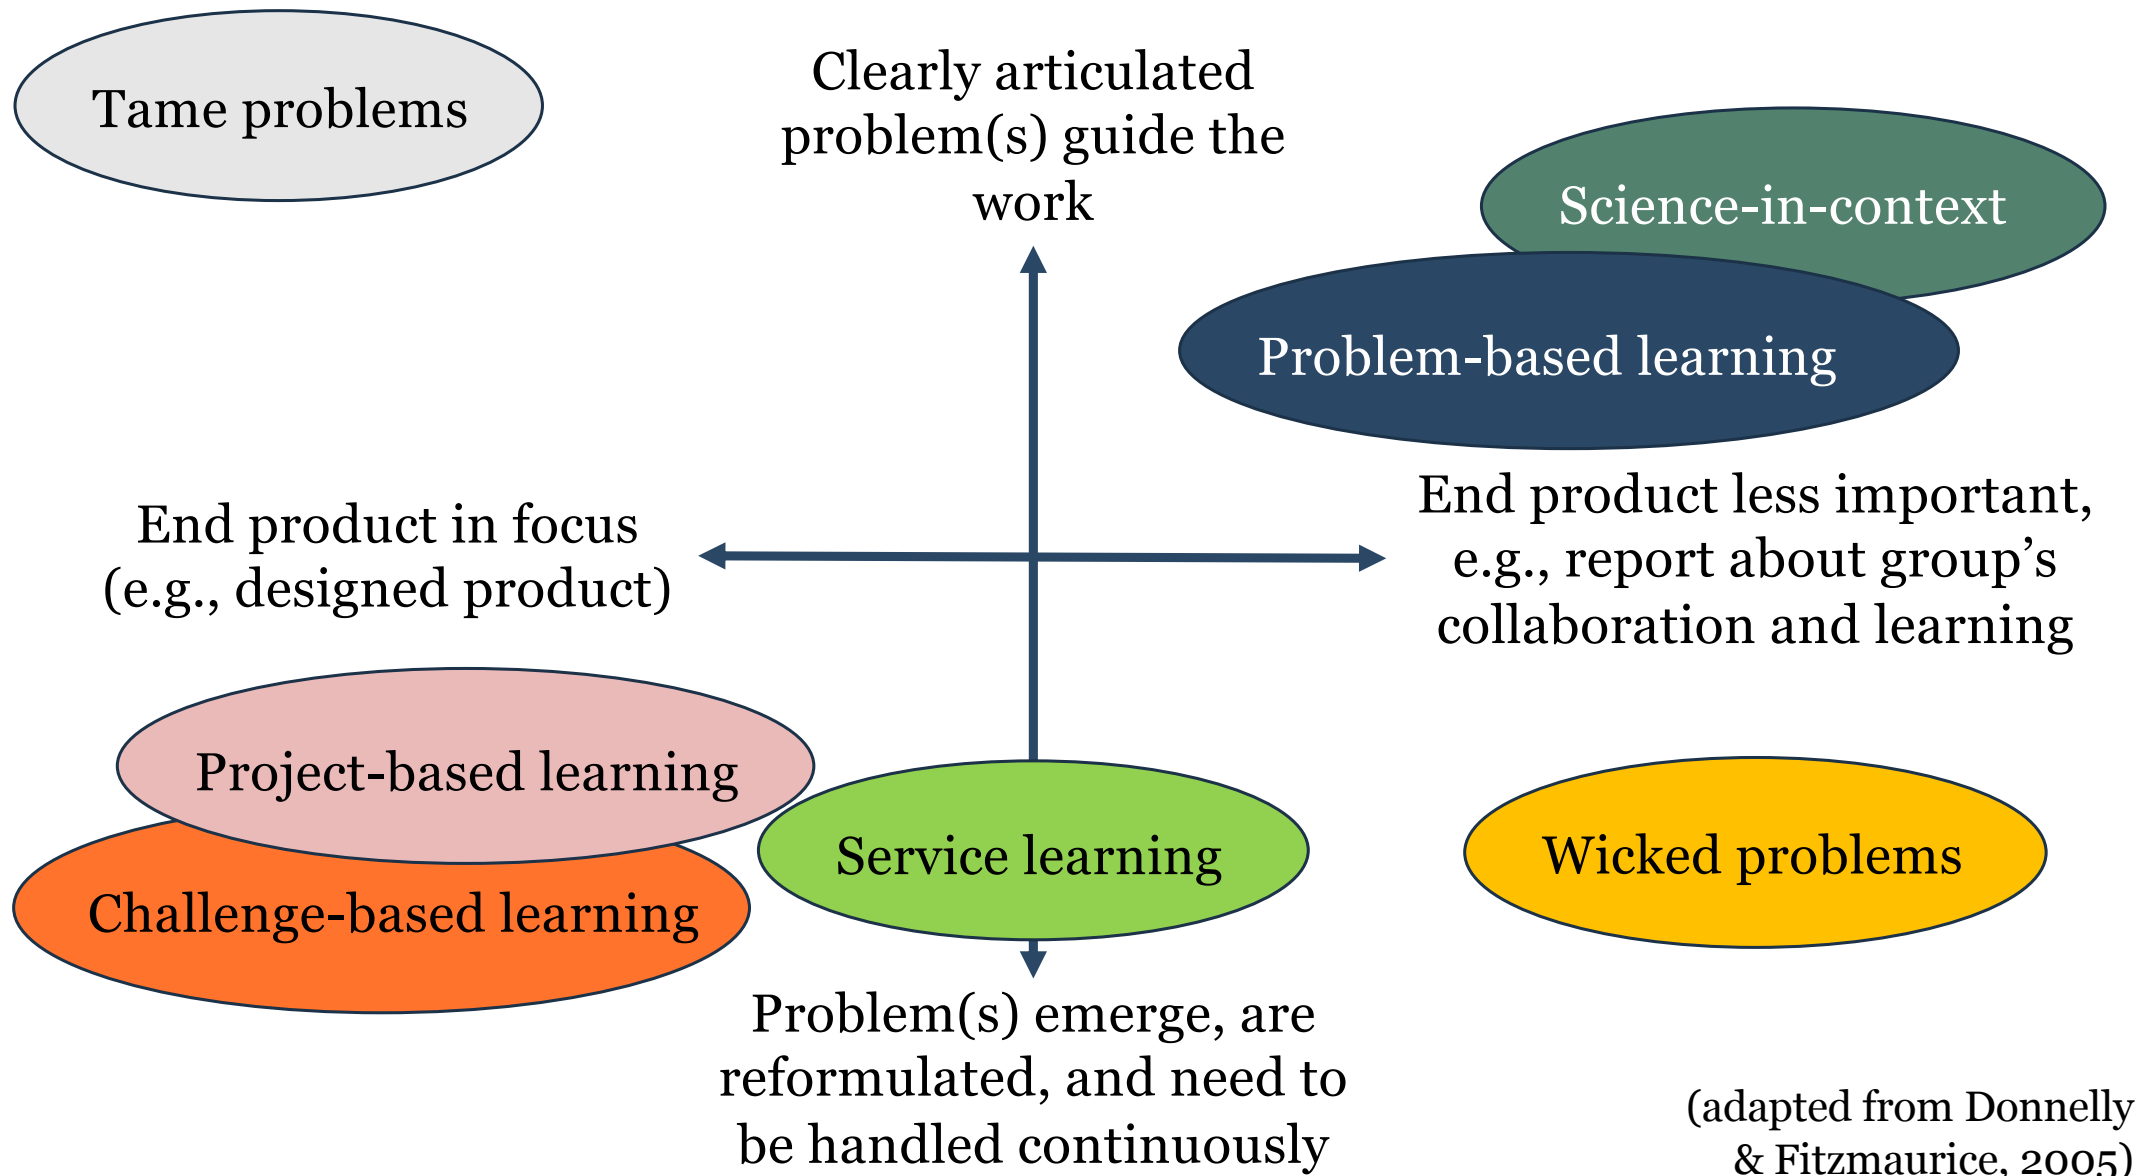 Tame problems
Clearly articulated
problem(s) guide the
work
Science-in-context
Problem-based learning
End product in focus
(e.g., designed product)
End product less important,
e.g., report about group’s
collaboration and learning
Project-based learning
Challenge-based learning
Service learning
Wicked problems
Problem(s) emerge, are
reformulated, and need to
be handled continuously
(adapted from Donnelly
& Fitzmaurice, 2005)